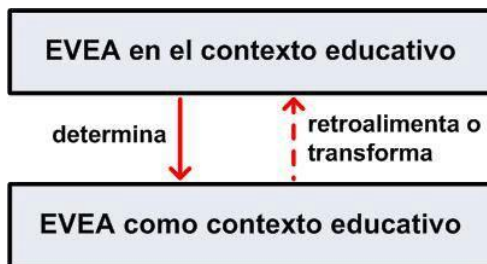 EVEA en el contexto educativo
determina
retroalimenta o
transforma
EVEA como contexto educativo